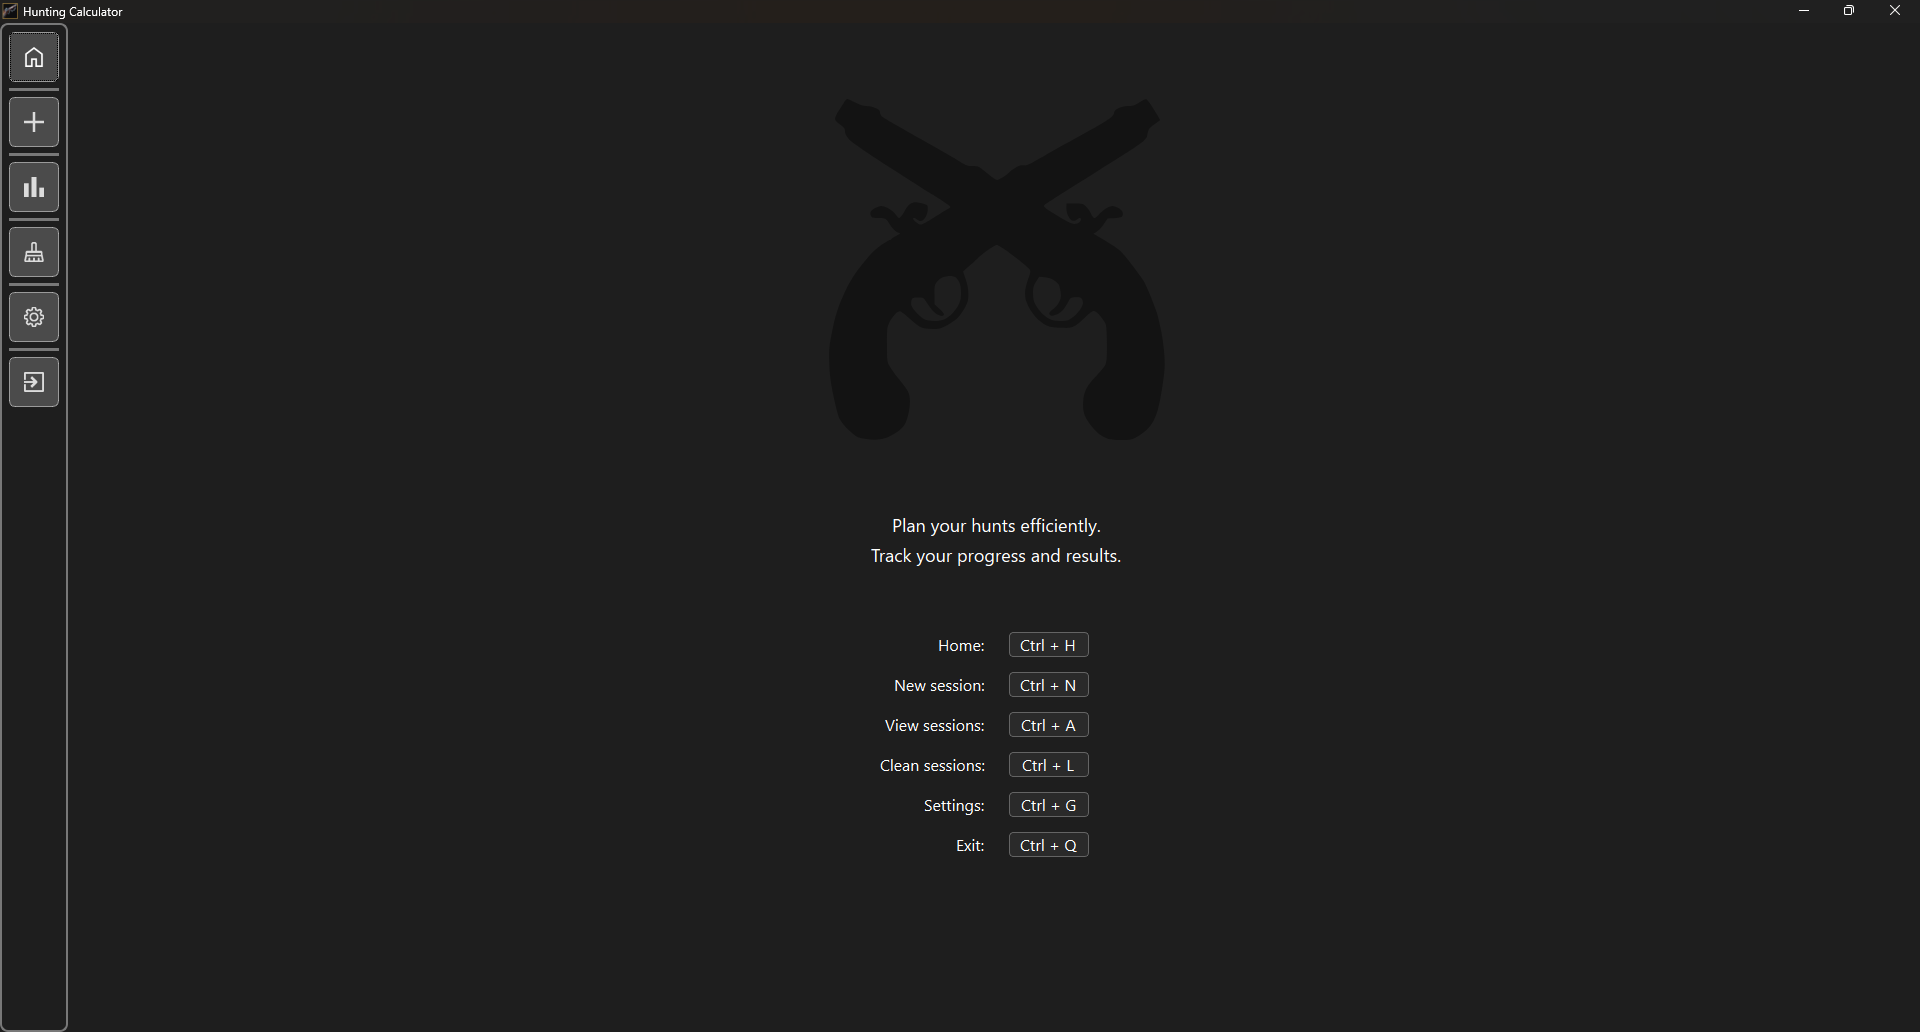 Hunting Calculator
Plan your hunts efficiently.
Track your progress and results.
Home: Ctrl + H
New session: Ctrl + N
View sessions: Ctrl + A
Clean sessions: Ctrl + L
Settings: Ctrl + G
Exit: Ctrl + Q